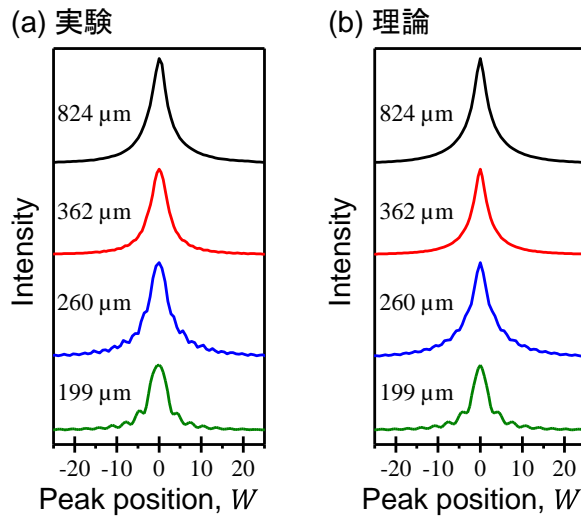 (a) 実験
Intensity
824 µm
362 µm
260 µm
199 µm
-20 -10 0 10 20
Peak position, W
(b) 理論
Intensity
824 µm
362 µm
260 µm
199 µm
-20 -10 0 10 20
Peak position, W